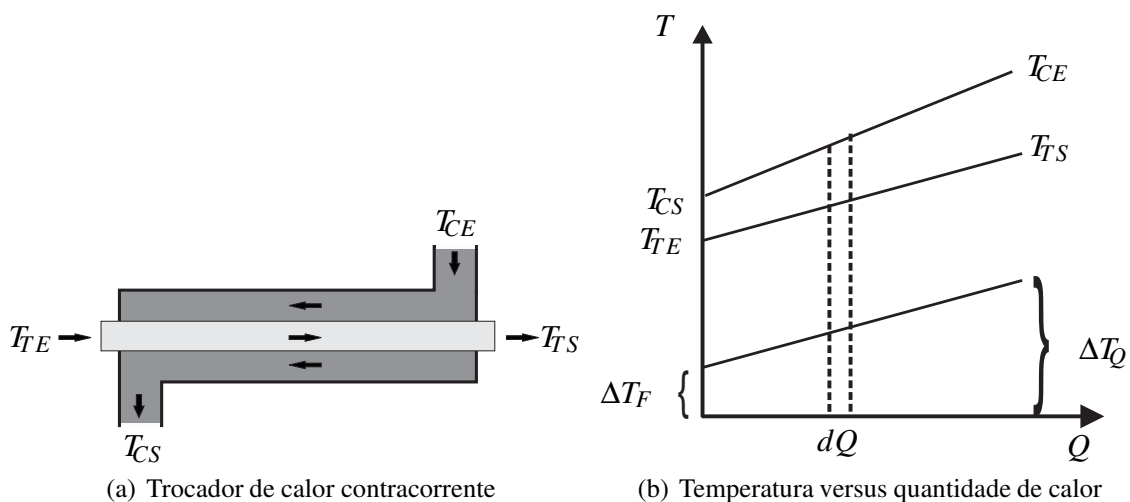 T_CE
T_TE
T_TS
T_CS
(a) Trocador de calor contracorrente
T
T_CE
T_TS
T_CS
T_TE
ΔT_F
ΔT_Q
dQ
Q
(b) Temperatura versus quantidade de calor